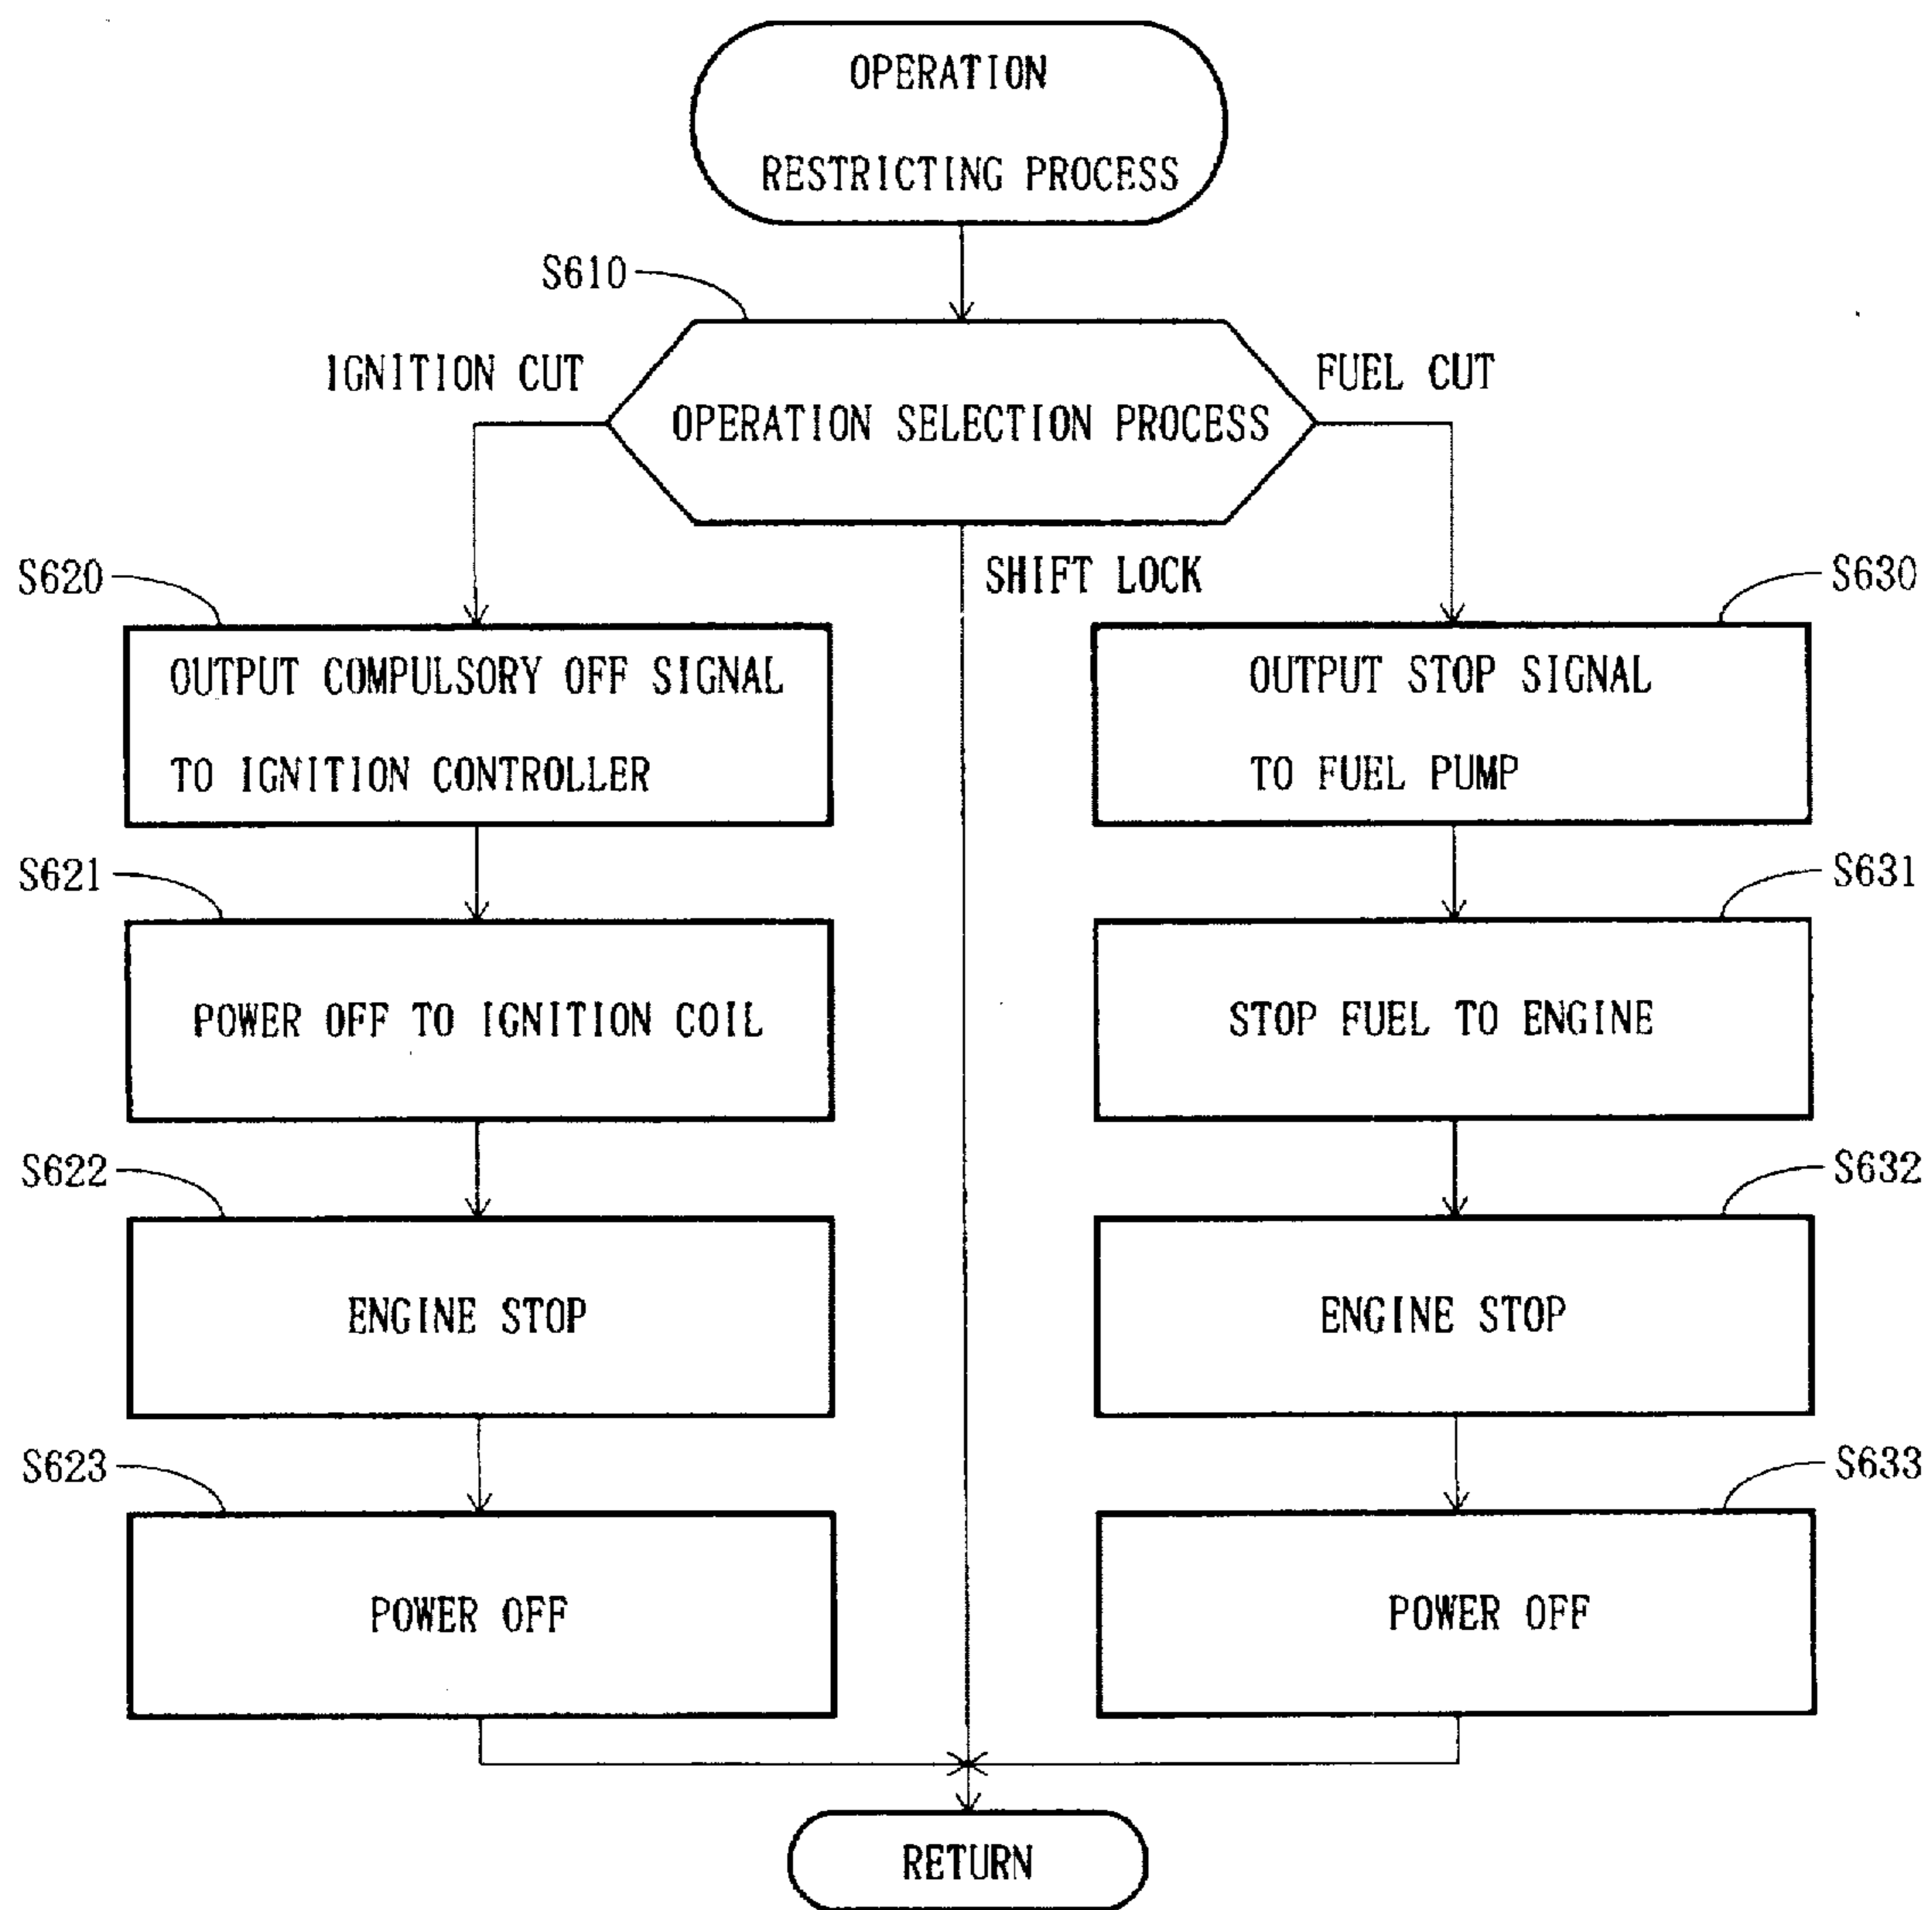 OPERATION
RESTRICTING PROCESS
S610
IGNITION CUT
FUEL CUT
OPERATION SELECTION PROCESS
SHIFT LOCK
S620
S630
OUTPUT COMPULSORY OFF SIGNAL
TO IGNITION CONTROLLER
OUTPUT STOP SIGNAL
TO FUEL PUMP
S621
S631
POWER OFF TO IGNITION COIL
STOP FUEL TO ENGINE
S622
S632
ENGINE STOP
ENGINE STOP
S623
S633
POWER OFF
POWER OFF
RETURN